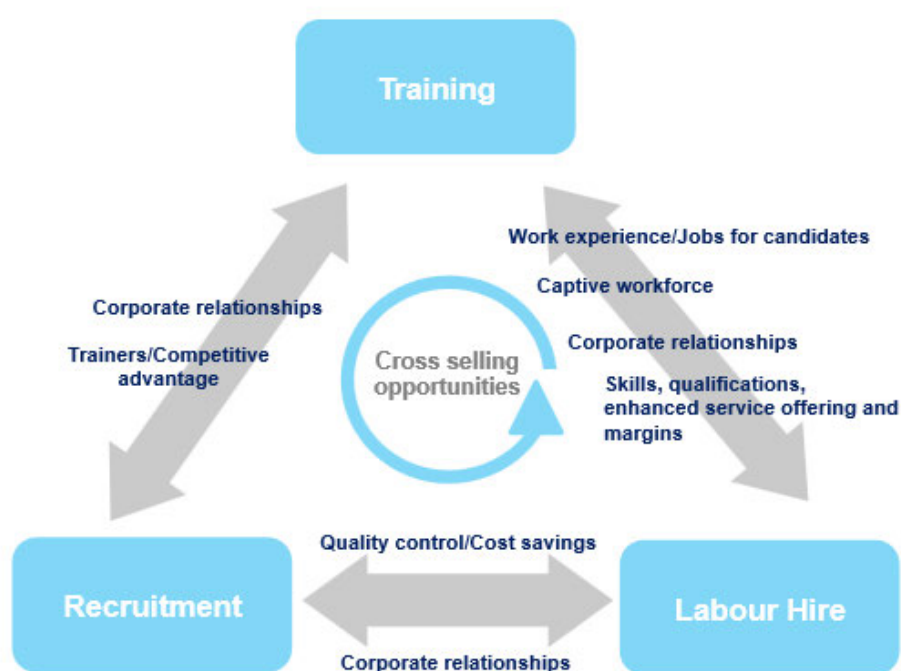 Training
Work experience/Jobs for candidates
Captive workforce
Corporate relationships
Corporate relationships
Trainers/Competitive
advantage
Cross selling
opportunities
Skills, qualifications,
enhanced service offering and
margins
Quality control/Cost savings
Recruitment
Labour Hire
Corporate relationships